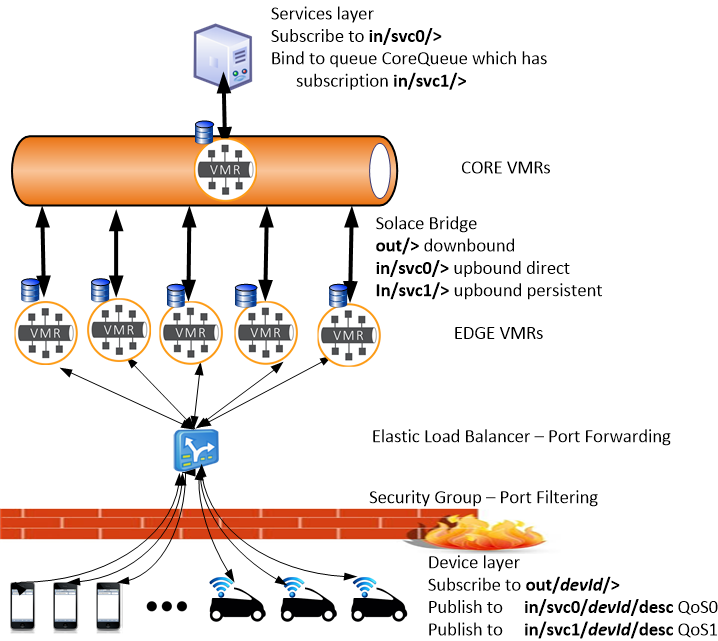 Services layer
Subscribe to in/svc0/>
Bind to queue CoreQueue which has
subscription in/svc1/>
VMR
CORE VMRs
Solace Bridge
out/> downbound
in/svc0/> upbound direct
In/svc1/> upbound persistent
VMR
VMR
VMR
VMR
VMR
EDGE VMRs
Elastic Load Balancer – Port Forwarding
Security Group – Port Filtering
Device layer
Subscribe to out/devId/>
Publish to in/svc0/devId/desc QoS0
Publish to in/svc1/devId/desc QoS1